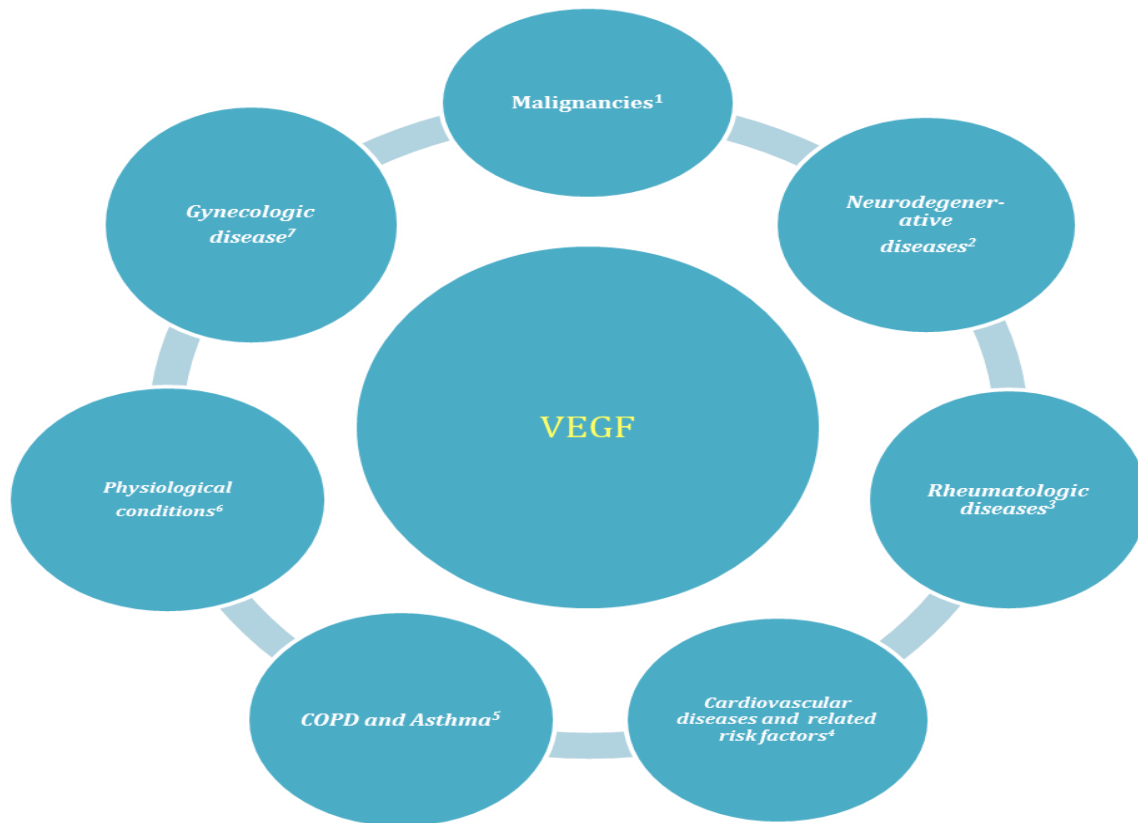 Malignancies¹
Neurodegener-
ative
diseases²
Rheumatologic
diseases³
Cardiovascular
diseases and related
risk factors⁴
COPD and Asthma⁵
Physiological
conditions⁶
Gynecologic
disease⁷
VEGF